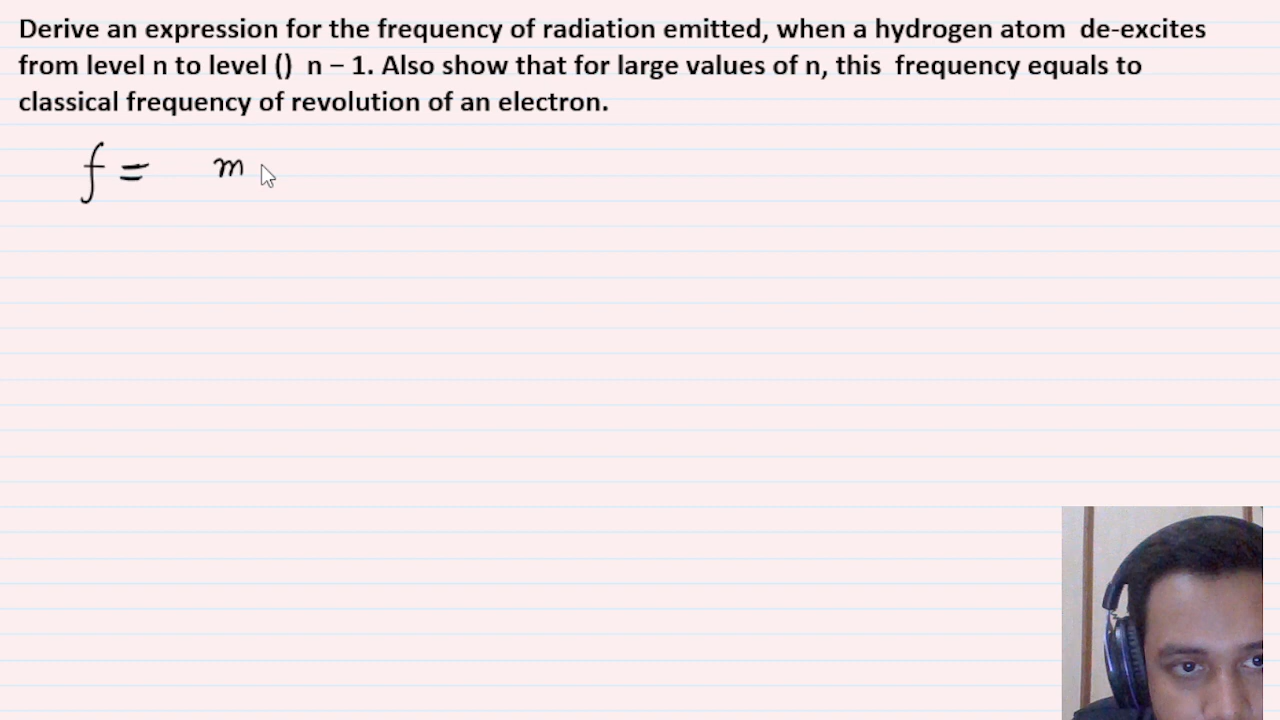 Derive an expression for the frequency of radiation emitted, when a hydrogen atom  de-excites
from level n to level ()  n − 1. Also show that for large values of n, this  frequency equals to
classical frequency of revolution of an electron.
f = m